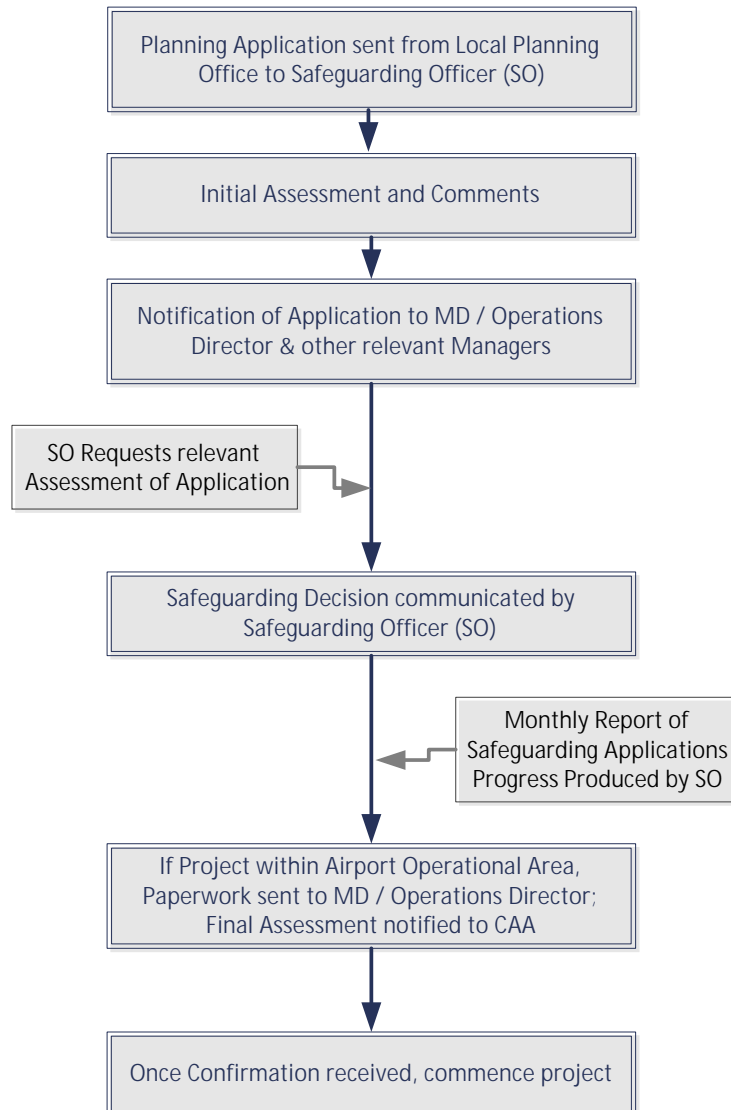 Planning Application sent from Local Planning
Office to Safeguarding Officer (SO)
Initial Assessment and Comments
Notification of Application to MD / Operations
Director & other relevant Managers
SO Requests relevant
Assessment of Application
Safeguarding Decision communicated by
Safeguarding Officer (SO)
Monthly Report of
Safeguarding Applications
Progress Produced by SO
If Project within Airport Operational Area,
Paperwork sent to MD / Operations Director;
Final Assessment notified to CAA
Once Confirmation received, commence project